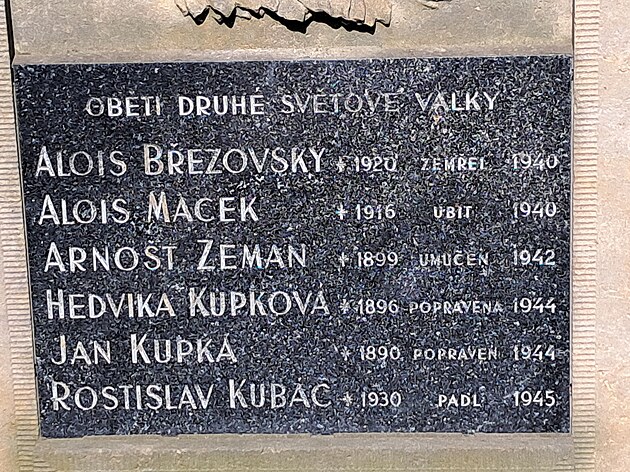 OBĚTI DRUHÉ SVĚTOVÉ VÁLKY
ALOIS BŘEZOVSKÝ * 1920 ZEMŘEL 1940
ALOIS MACEK * 1916 UBIT 1940
ARNOŠT ZEMAN * 1899 UMUČEN 1942
HEDVIKA KUPKOVÁ * 1896 POPRAVENA 1944
JAN KUPKA * 1890 POPRAVEN 1944
ROSTISLAV KUBÁC * 1930 PADL 1945